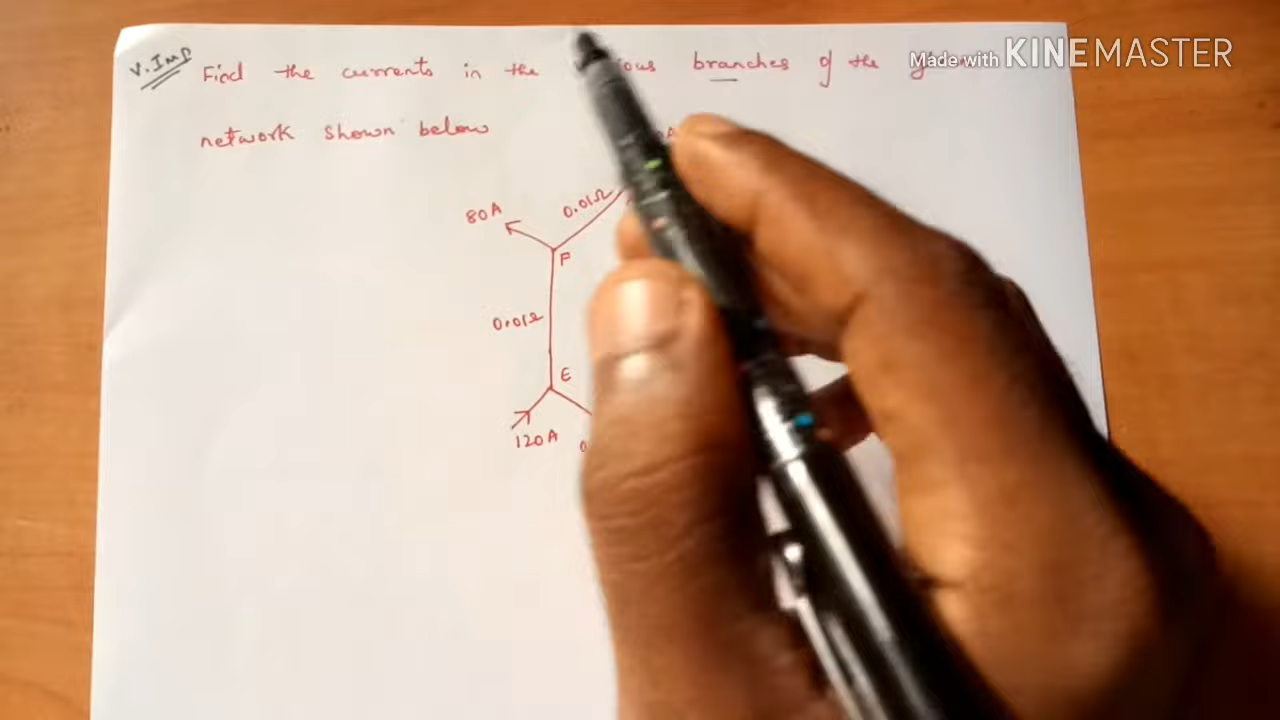 V.Imp
Find the currents in the branches of the
Made with KINEMASTER
network shown below
80A
0.01Ω
F
0.01Ω
E
120A